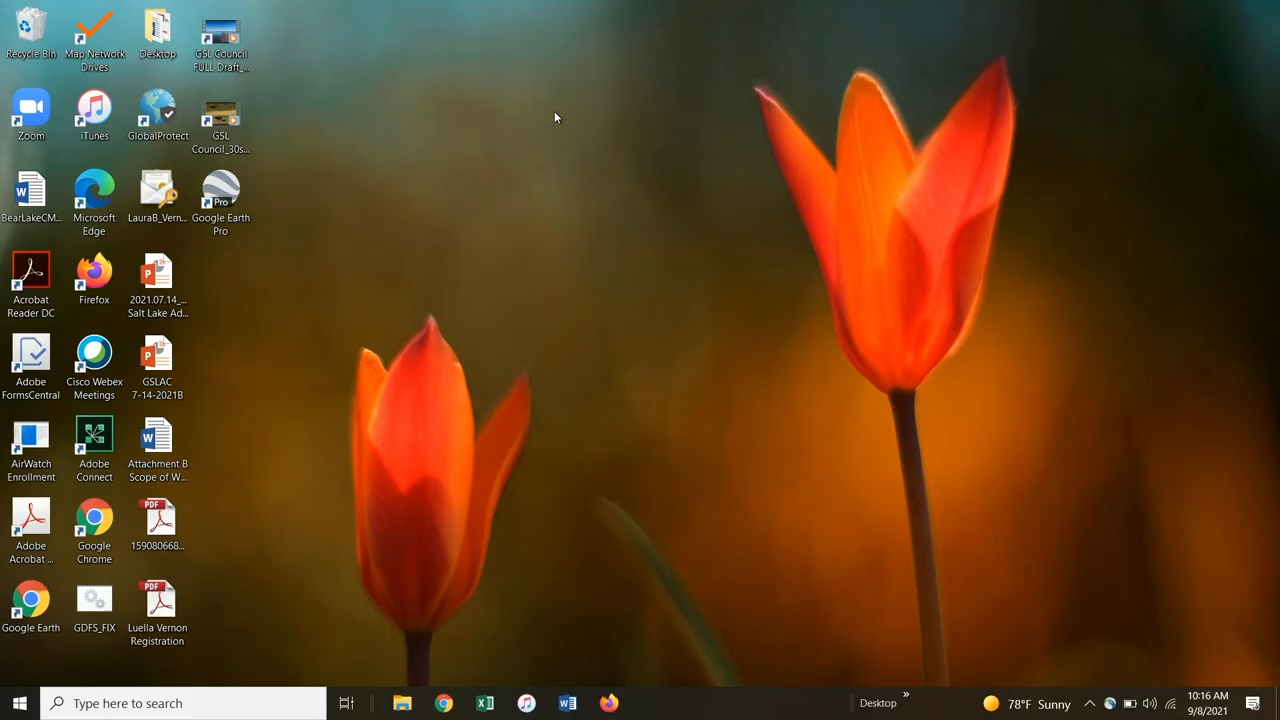 Recycle Bin
Map Network
Drives
Desktop
GSL Council
FULL Draft_...
Zoom
iTunes
GlobalProtect
GSL
Council_30s...
BearLakeCM...
Microsoft
Edge
LauraB_Vern...
Google Earth
Pro
Acrobat
Reader DC
Firefox
2021.07.14_...
Salt Lake Ad...
Adobe
FormsCentral
Cisco Webex
Meetings
GSLAC
7-14-2021B
AirWatch
Enrollment
Adobe
Connect
Attachment B
Scope of W...
Adobe
Acrobat ...
Google
Chrome
PDF
159080668...
Google Earth
GDFS_FIX
PDF
Luella Vernon
Registration
Type here to search
Desktop
78°F Sunny
10:16 AM
9/8/2021